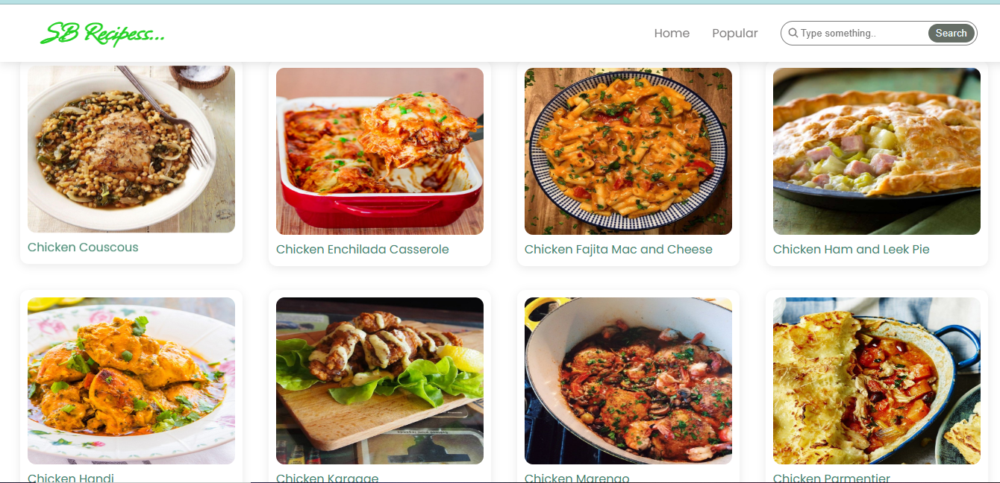 SB Recipess...
Home Popular Type something.. Search
Chicken Couscous Chicken Enchilada Casserole Chicken Fajita Mac and Cheese Chicken Ham and Leek Pie
Chicken Handi Chicken Karaage Chicken Marengo Chicken Parmentier